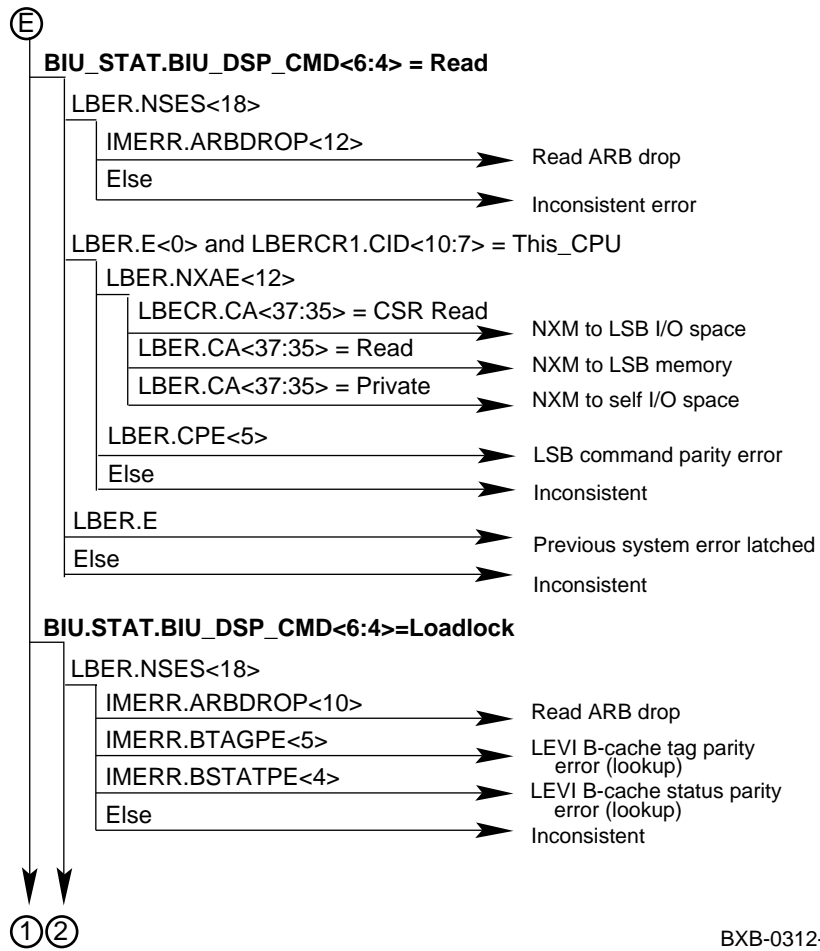 E
BIU_STAT.BIU_DSP_CMD<6:4> = Read
LBER.NSES<18>
IMERR.ARBDROP<12>
Read ARB drop
Else
Inconsistent error
LBER.E<0> and LBERCR1.CID<10:7> = This_CPU
LBER.NXAE<12>
LBECR.CA<37:35> = CSR Read
NXM to LSB I/O space
LBER.CA<37:35> = Read
NXM to LSB memory
LBER.CA<37:35> = Private
NXM to self I/O space
LBER.CPE<5>
LSB command parity error
Else
Inconsistent
LBER.E
Previous system error latched
Else
Inconsistent
BIU.STAT.BIU_DSP_CMD<6:4>=Loadlock
LBER.NSES<18>
IMERR.ARBDROP<10>
Read ARB drop
IMERR.BTAGPE<5>
LEVI B-cache tag parity
error (lookup)
IMERR.BSTATPE<4>
LEVI B-cache status parity
error (lookup)
Else
Inconsistent
1 2
BXB-0312-